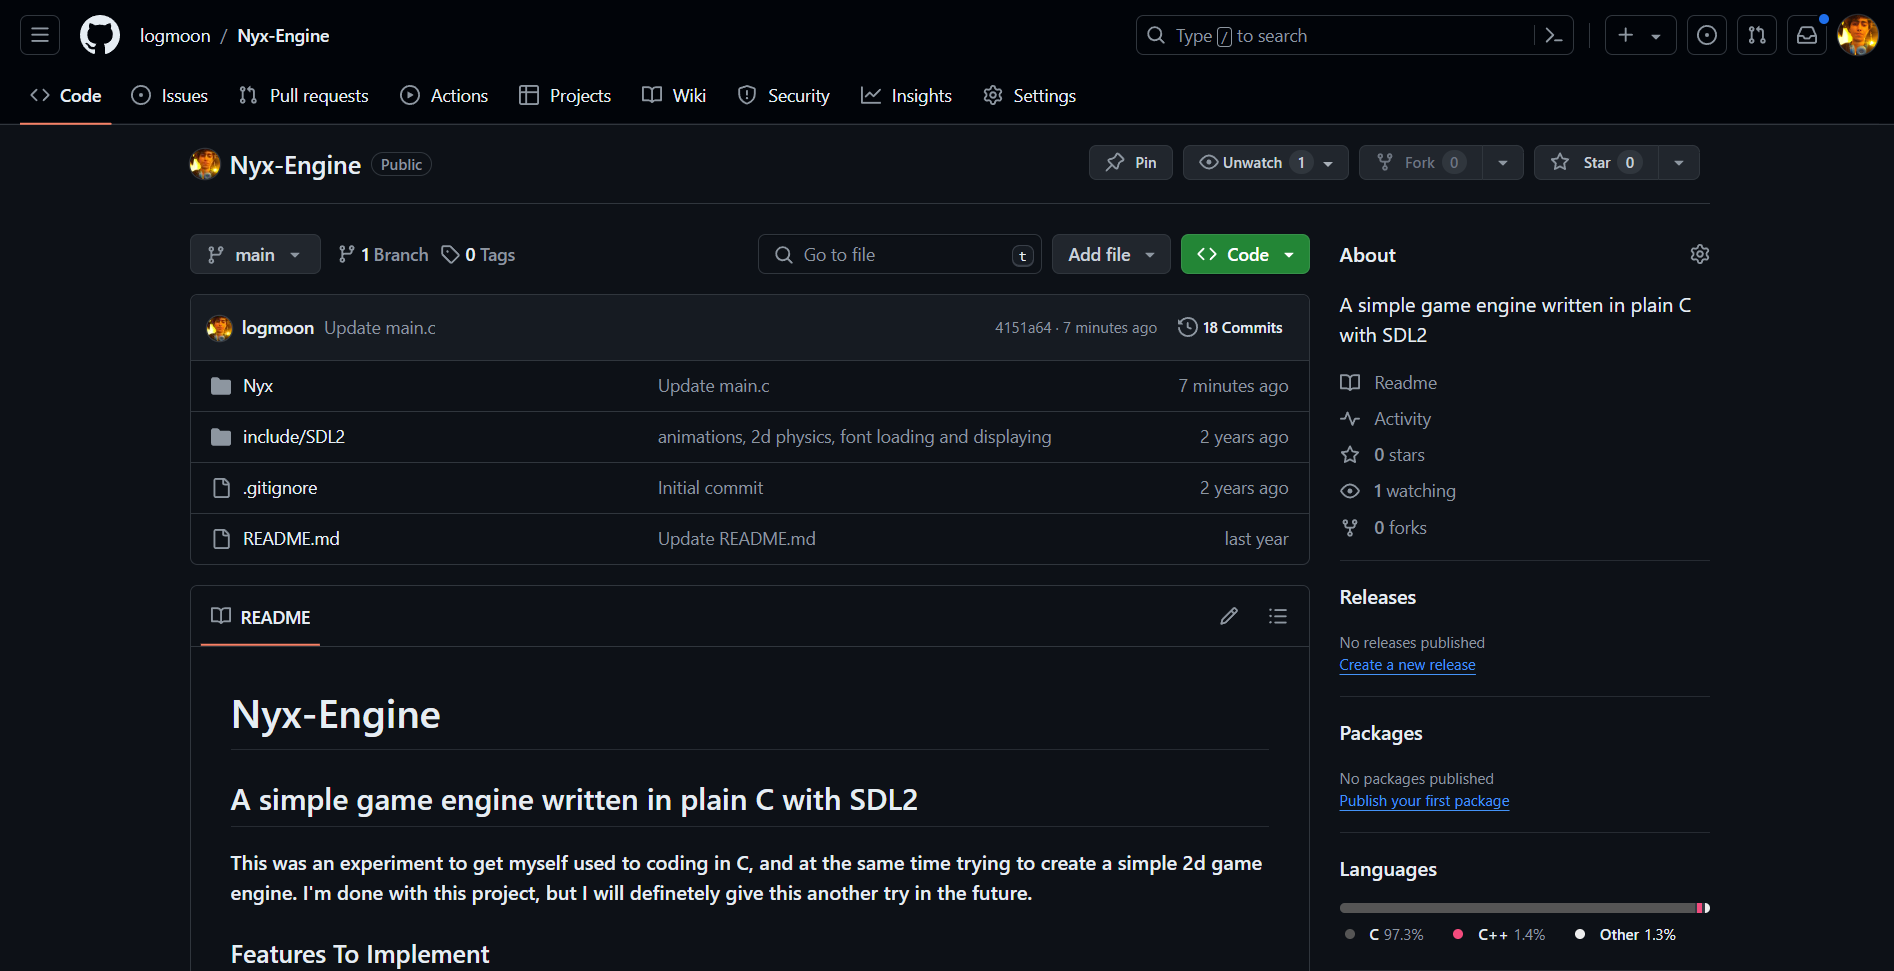 logmoon / Nyx-Engine
Type / to search
Code Issues Pull requests Actions Projects Wiki Security Insights Settings
Nyx-Engine Public
Pin Unwatch 1 Fork 0 Star 0
main 1 Branch 0 Tags Go to file t Add file Code
logmoon Update main.c 4151a64 · 7 minutes ago 18 Commits
Nyx Update main.c 7 minutes ago
include/SDL2 animations, 2d physics, font loading and displaying 2 years ago
.gitignore Initial commit 2 years ago
README.md Update README.md last year
README
Nyx-Engine
A simple game engine written in plain C with SDL2
This was an experiment to get myself used to coding in C, and at the same time trying to create a simple 2d game
engine. I'm done with this project, but I will definetely give this another try in the future.
Features To Implement
About
A simple game engine written in plain C
with SDL2
Readme
Activity
0 stars
1 watching
0 forks
Releases
No releases published
Create a new release
Packages
No packages published
Publish your first package
Languages
C 97.3% C++ 1.4% Other 1.3%